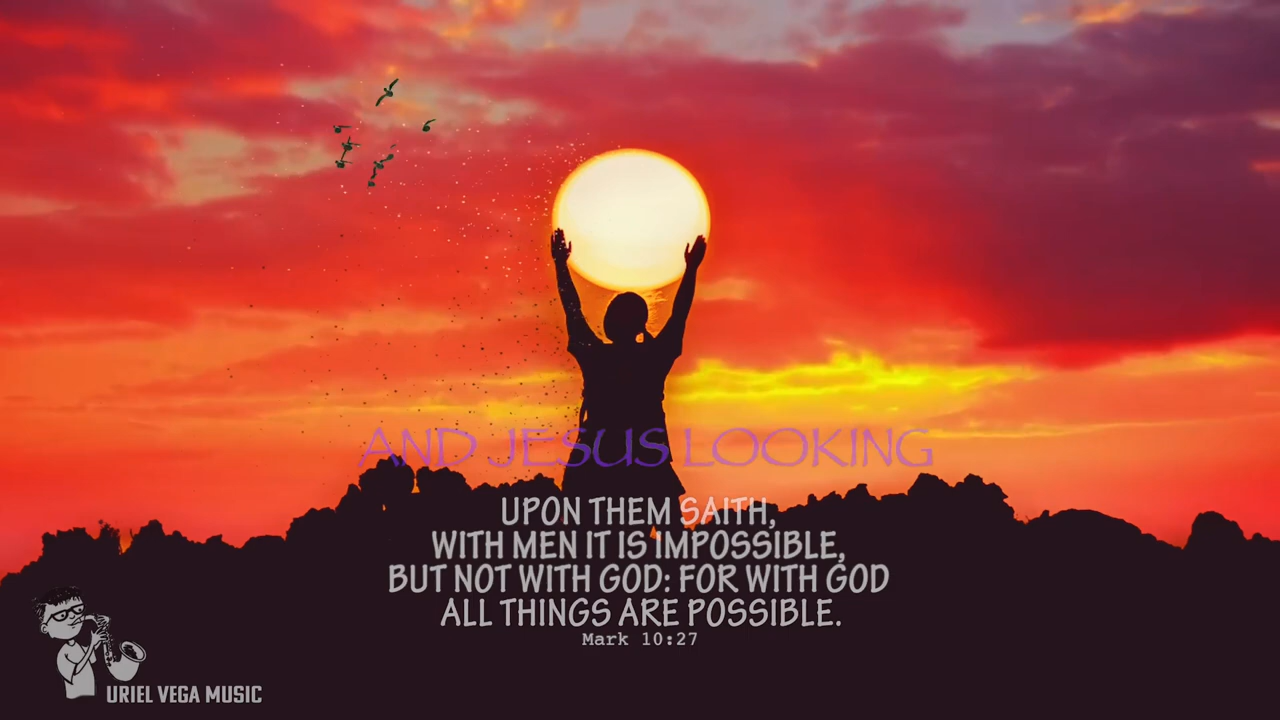 AND JESUS LOOKING
UPON THEM SAITH,
WITH MEN IT IS IMPOSSIBLE,
BUT NOT WITH GOD: FOR WITH GOD
ALL THINGS ARE POSSIBLE.
Mark 10:27
URIEL VEGA MUSIC